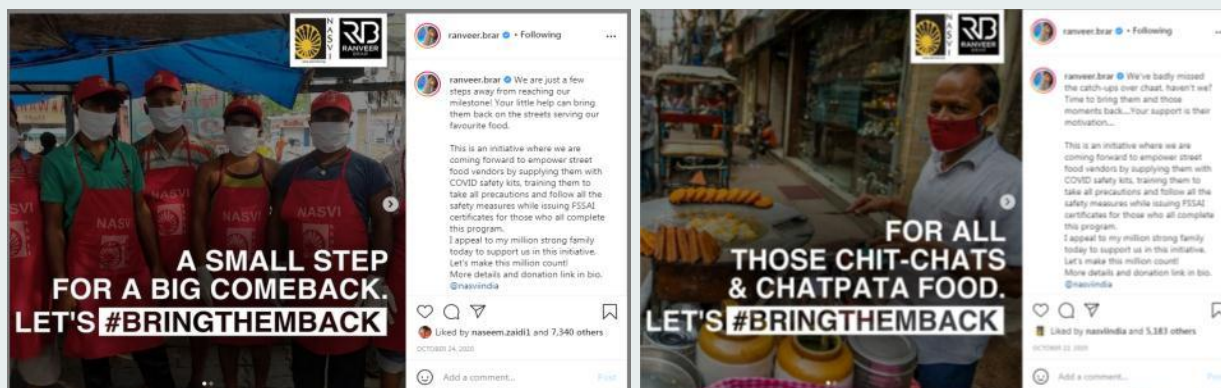 NASVI
RB
RANVEER
BRAR
NASVI
NASVI
NASVI
A SMALL STEP
FOR A BIG COMEBACK.
LET'S #BRINGTHEMBACK
ranveer.brar • Following
ranveer.brar We are just a few
steps away from reaching our
milestone! Your little help can bring
them back on the streets serving our
favourite food.
This is an initiative where we are
coming forward to empower street
food vendors by supplying them with
COVID safety kits, training them to
take all precautions and follow all the
safety measures while issuing FSSAI
certificates for those who all complete
this program.
I appeal to my million strong family
today to support us in this initiative.
Let's make this million count!
More details and donation link in bio.
@nasviindia
Liked by naseem.zaidi1 and 7,340 others
OCTOBER 24, 2020
Add a comment...
Post
NASVI
RB
RANVEER
BRAR
FOR ALL
THOSE CHIT-CHATS
& CHATPATA FOOD.
LET'S #BRINGTHEMBACK
ranveer.brar • Following
ranveer.brar We've badly missed
the catch-ups over chaat, haven't we?
Time to bring them and those
moments back....Your support is their
motivation....
This is an initiative where we are
coming forward to empower street
food vendors by supplying them with
COVID safety kits, training them to
take all precautions and follow all the
safety measures while issuing FSSAI
certificates for those who all complete
this program.
I appeal to my million strong family
today to support us in this initiative.
Let's make this million count!
More details and donation link in bio.
@nasviindia
Liked by nasviindia and 5,183 others
OCTOBER 22, 2020
Add a comment...
Post